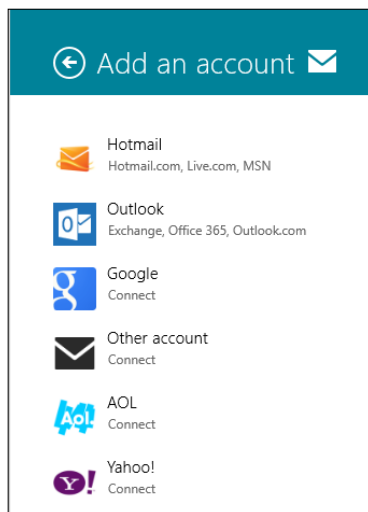 Add an account
Hotmail
Hotmail.com, Live.com, MSN
Outlook
Exchange, Office 365, Outlook.com
Google
Connect
Other account
Connect
AOL
Connect
Yahoo!
Connect